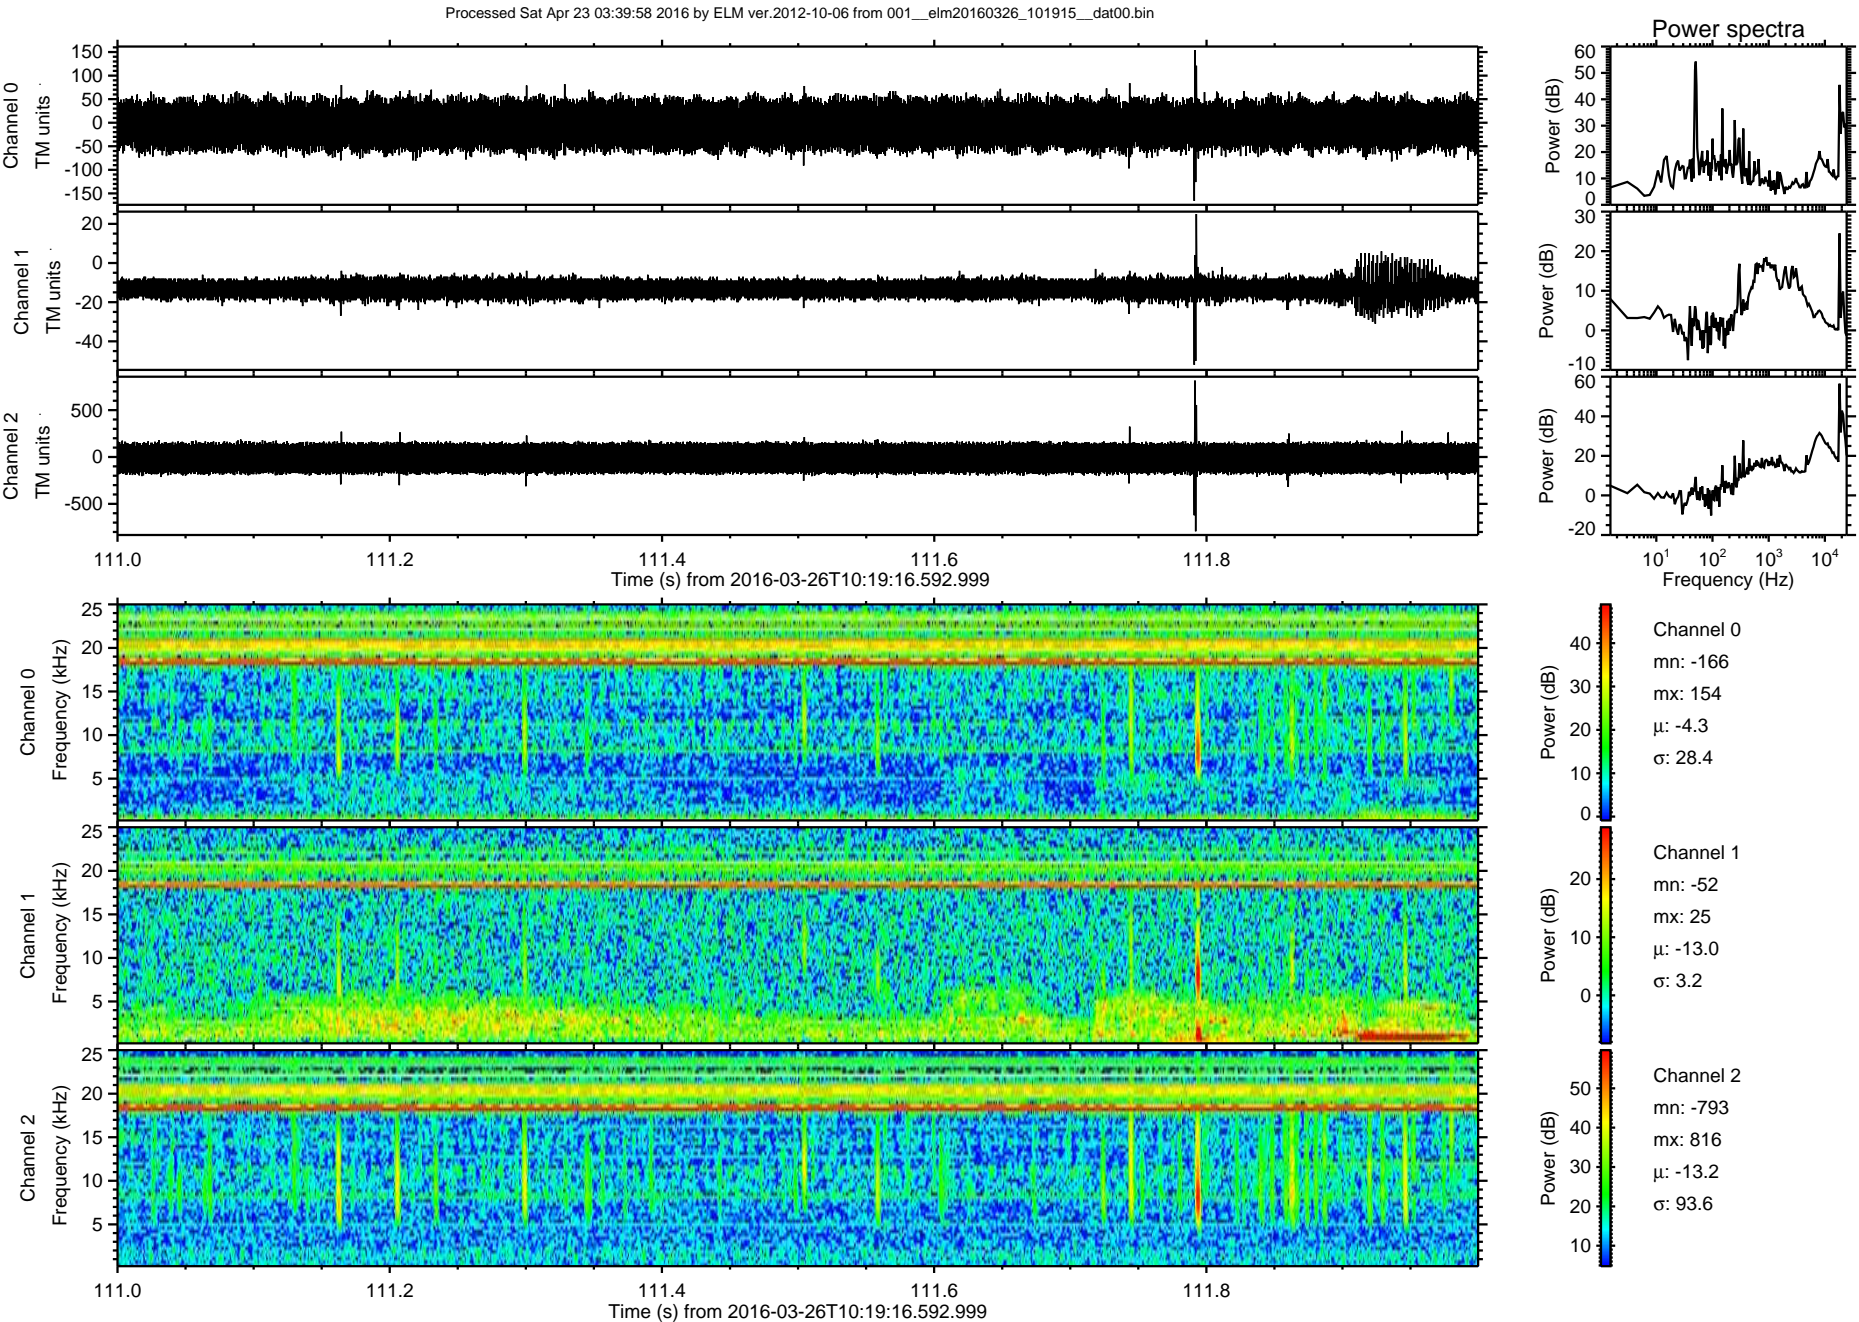 Processed Sat Apr 23 03:39:58 2016 by ELM ver.2012-10-06 from 001__elm20160326_101915__dat00.bin
Power spectra
Channel 0
TM units
150
100
50
0
-50
-100
-150
Power (dB)
60
50
40
30
20
10
0
Channel 1
TM units
20
0
-20
-40
Power (dB)
30
20
10
0
-10
Channel 2
TM units
500
0
-500
Power (dB)
60
40
20
0
-20
111.0 111.2 111.4 111.6 111.8
Time (s) from 2016-03-26T10:19:16.592.999
10^1 10^2 10^3 10^4
Frequency (Hz)
Channel 0
Frequency (kHz)
25
20
15
10
5
Power (dB)
40
30
20
10
0
Channel 0
mn: -166
mx: 154
μ: -4.3
σ: 28.4
Channel 1
Frequency (kHz)
25
20
15
10
5
Power (dB)
20
10
0
Channel 1
mn: -52
mx: 25
μ: -13.0
σ: 3.2
Channel 2
Frequency (kHz)
25
20
15
10
5
Power (dB)
50
40
30
20
10
Channel 2
mn: -793
mx: 816
μ: -13.2
σ: 93.6
111.0 111.2 111.4 111.6 111.8
Time (s) from 2016-03-26T10:19:16.592.999